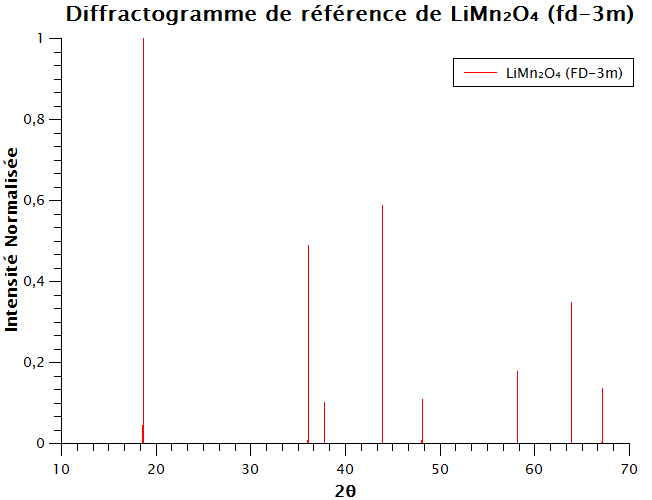 Diffractogramme de référence de LiMn₂O₄ (fd-3m)
LiMn₂O₄ (FD-3m)
Intensité Normalisée
1
0,8
0,6
0,4
0,2
0
10 20 30 40 50 60 70
2θ